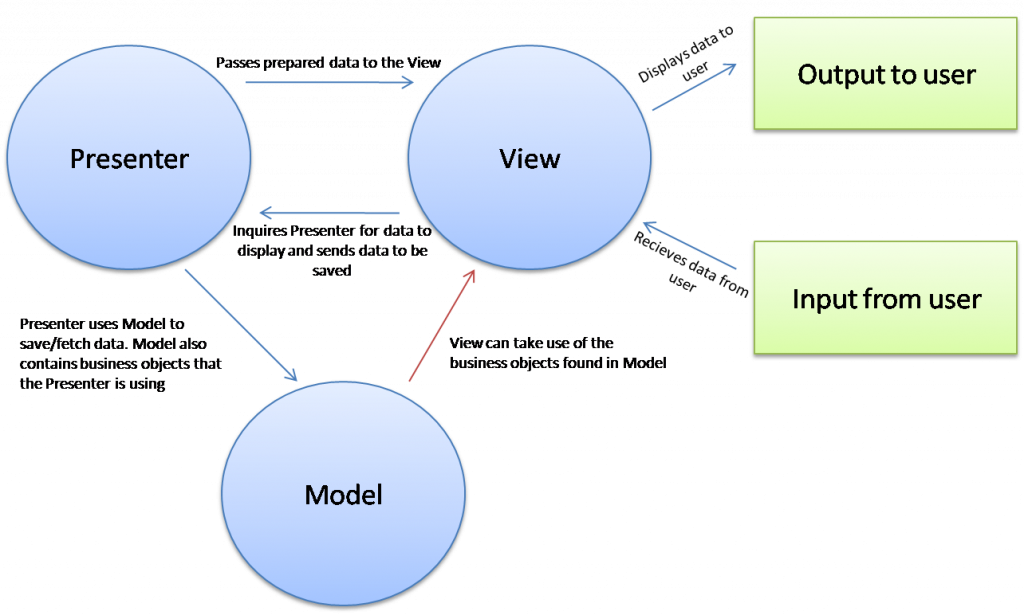 Passes prepared data to the View
Displays data to
user
Output to user
Presenter
View
Inquires Presenter for data to
display and sends data to be
saved
Recieves data from
user
Input from user
Presenter uses Model to
save/fetch data. Model also
contains business objects that
the Presenter is using
View can take use of the
business objects found in Model
Model